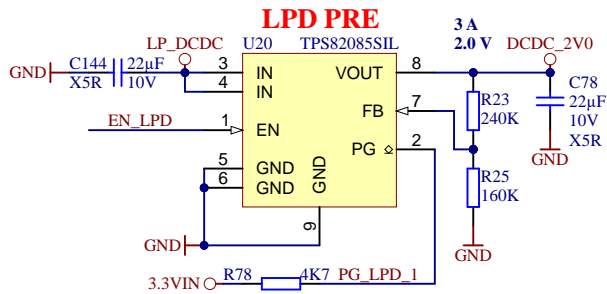 LPD PRE
LP_DCDC
U20 TPS82085SIL
3 A
2.0 V
DCDC_2V0
GND
C144 22µF
X5R 10V
3 IN
4 IN
VOUT 8
FB 7
EN_LPD 1 EN
PG 2
5 GND
6 GND
GND
9
R23
240K
C78
22µF
10V
X5R
GND
R25
160K
GND
GND
3.3VIN
R78 4K7 PG_LPD_1